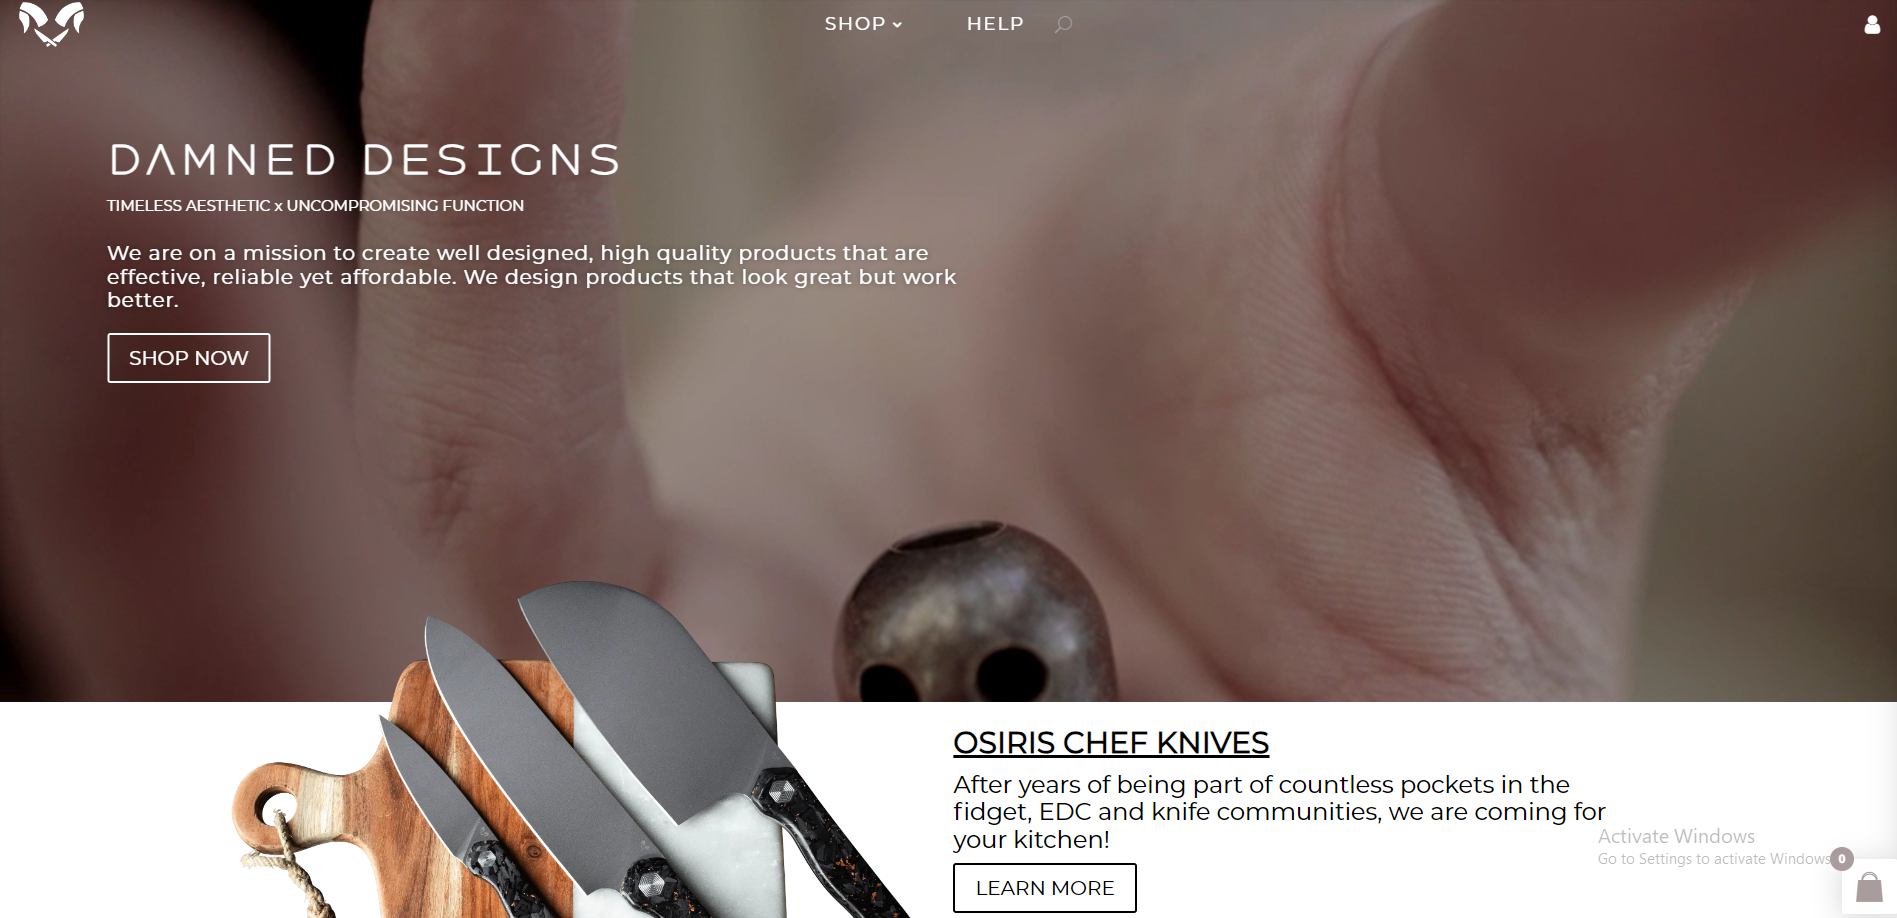 SHOP
HELP
DAMNED DESIGNS
TIMELESS AESTHETIC x UNCOMPROMISING FUNCTION
We are on a mission to create well designed, high quality products that are
effective, reliable yet affordable. We design products that look great but work
better.
SHOP NOW
OSIRIS CHEF KNIVES
After years of being part of countless pockets in the
fidget, EDC and knife communities, we are coming for
your kitchen!
LEARN MORE
Activate Windows
Go to Settings to activate Windows
0